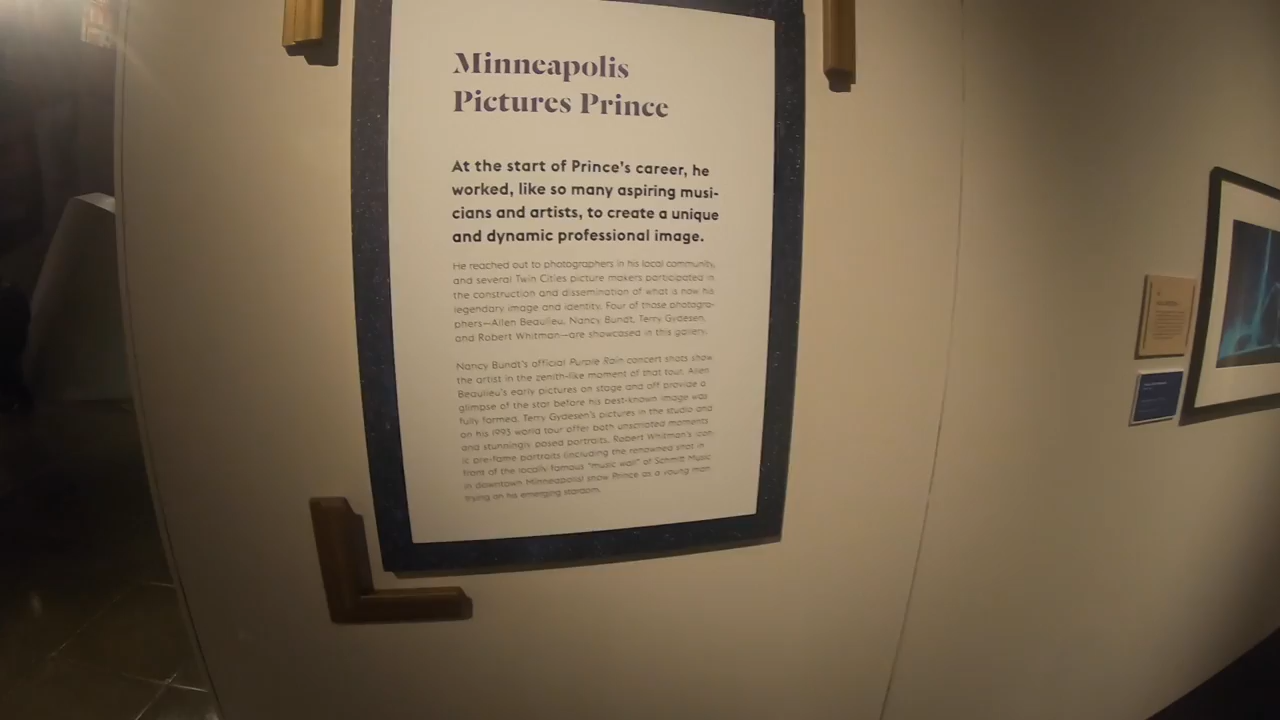 Minneapolis
Pictures Prince
At the start of Prince's career, he
worked, like so many aspiring musi-
cians and artists, to create a unique
and dynamic professional image.
He reached out to photographers in his local community,
and several Twin Cities picture makers participated in
the construction and dissemination of what is now his
legendary image and identity. Four of those photogra-
phers—Allen Beaulieu, Nancy Bundt, Terry Gydesen,
and Robert Whitman—are showcased in this gallery.
Nancy Bundt's official Purple Rain concert shots show
the artist in the zenith-like moment of that tour. Allen
Beaulieu's early pictures on stage and off provide a
glimpse of the star before his best-known image was
fully formed. Terry Gydesen's pictures in the studio and
on his 1993 world tour offer both unscripted moments
and stunningly posed portraits. Robert Whitman's icon-
ic pre-fame portraits (including the renowned shot in
front of the locally famous "music wall" of Schmitt Music
in downtown Minneapolis) show Prince as a young man
trying on his emerging stardom.